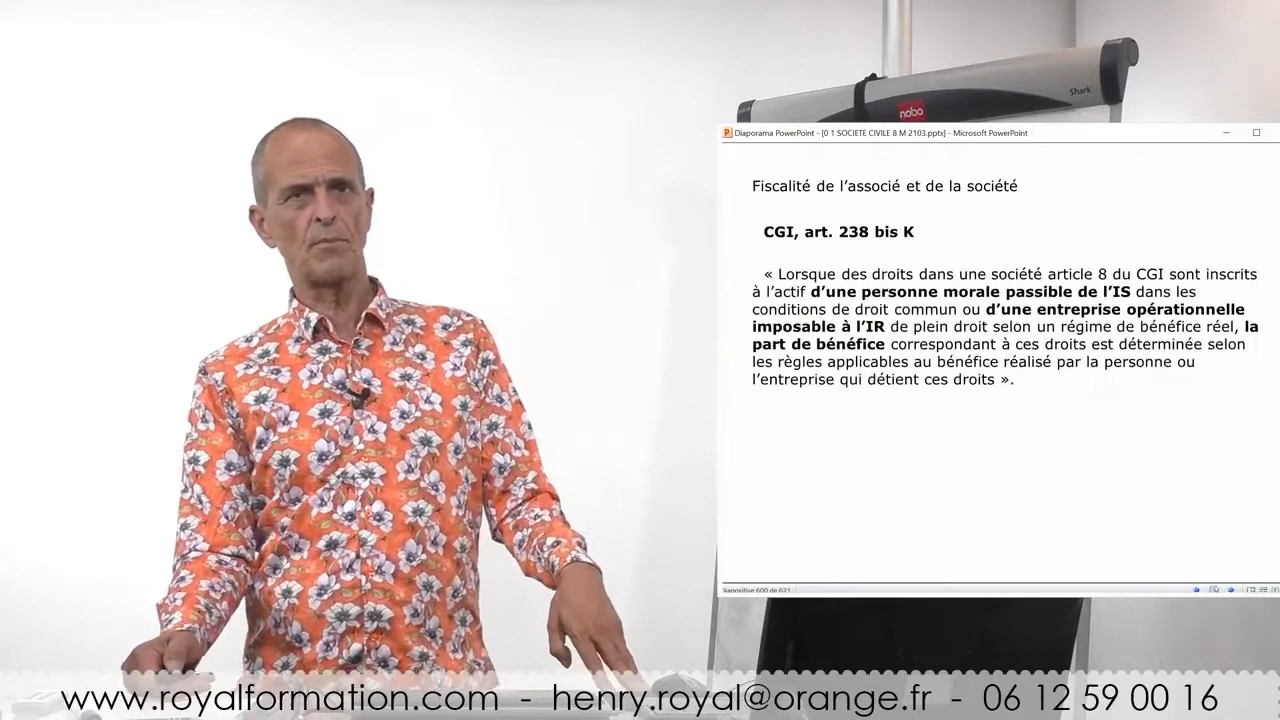 Shark
nobo
Diaporama PowerPoint - [0 1 SOCIETE CIVILE 8 M 2103.pptx] - Microsoft PowerPoint
Fiscalité de l’associé et de la société
CGI, art. 238 bis K
« Lorsque des droits dans une société article 8 du CGI sont inscrits
à l’actif d’une personne morale passible de l’IS dans les
conditions de droit commun ou d’une entreprise opérationnelle
imposable à l’IR de plein droit selon un régime de bénéfice réel, la
part de bénéfice correspondant à ces droits est déterminée selon
les règles applicables au bénéfice réalisé par la personne ou
l’entreprise qui détient ces droits ».
Diapositive 600 de 621
www.royalformation.com - henry.royal@orange.fr - 06 12 59 00 16